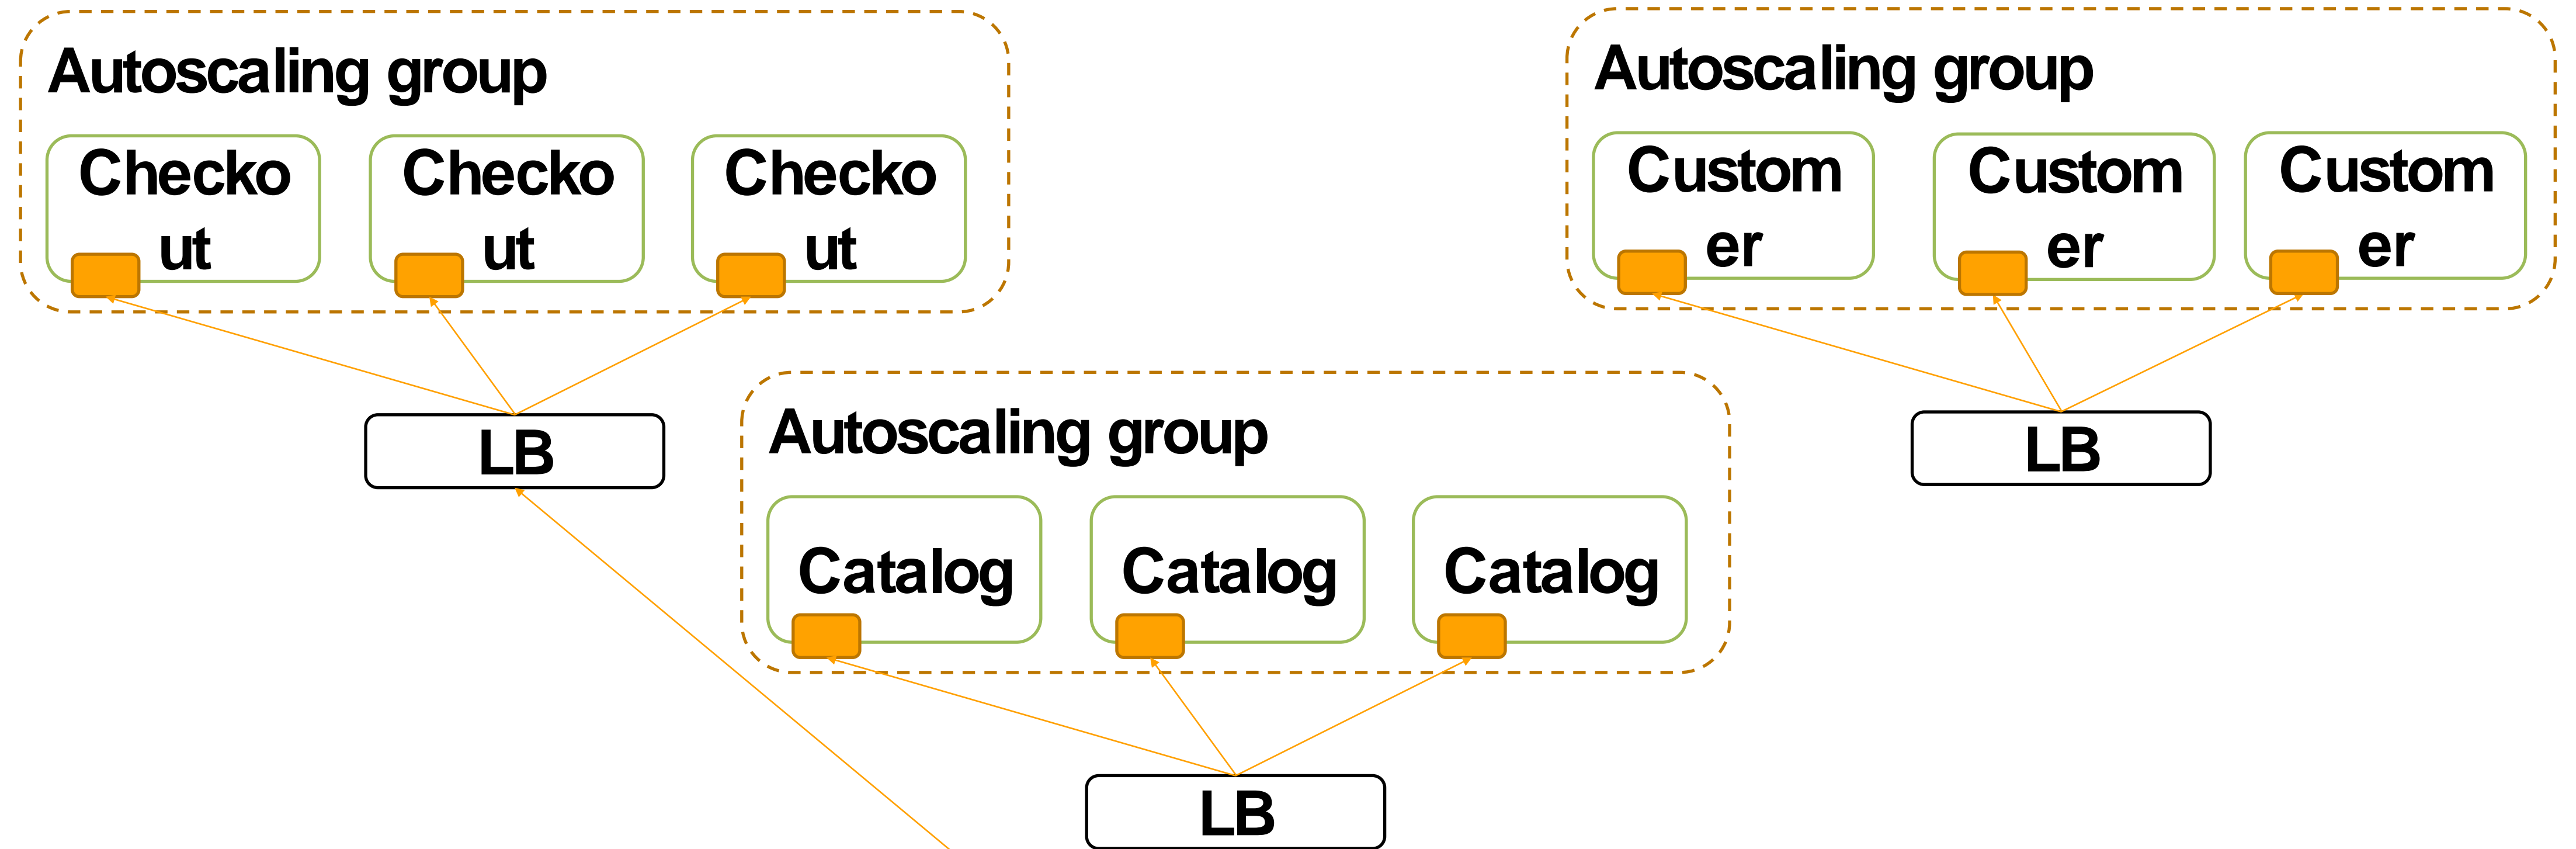 Autoscaling group
Checko
ut
Checko
ut
Checko
ut
LB
Autoscaling group
Custom
er
Custom
er
Custom
er
LB
Autoscaling group
Catalog
Catalog
Catalog
LB